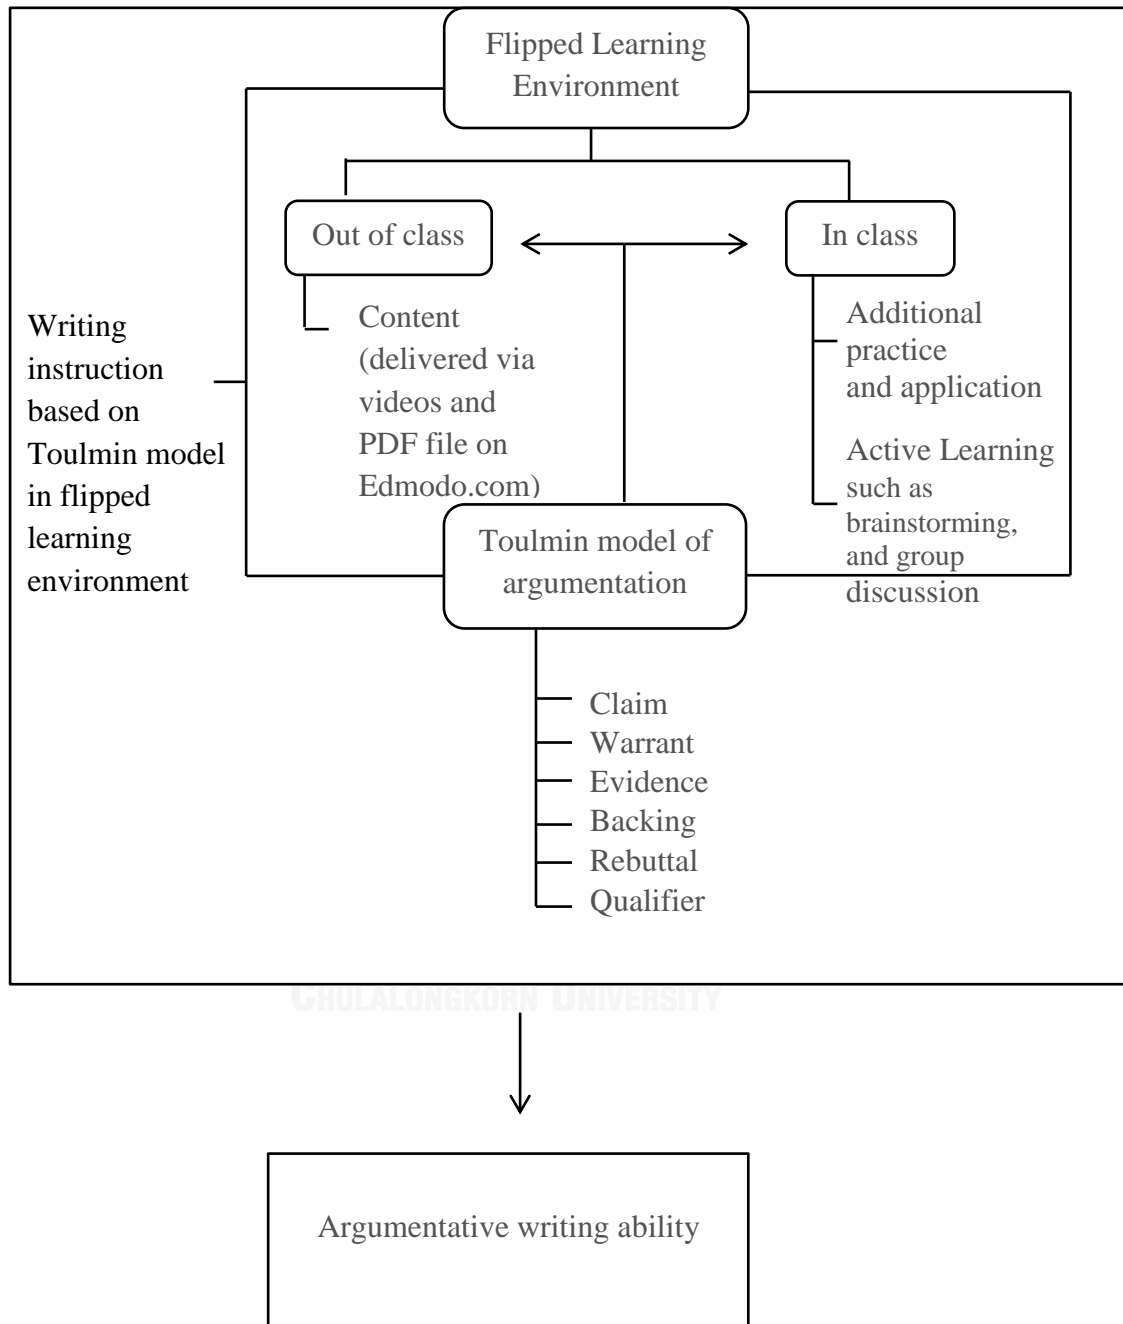 Flipped Learning
Environment
Out of class
In class
Writing
instruction
based on
Toulmin model
in flipped
learning
environment
Content
(delivered via
videos and
PDF file on
Edmodo.com)
Additional
practice
and application
Active Learning
such as
brainstorming,
and group
discussion
Toulmin model of
argumentation
Claim
Warrant
Evidence
Backing
Rebuttal
Qualifier
CHULALONGKORN UNIVERSITY
Argumentative writing ability